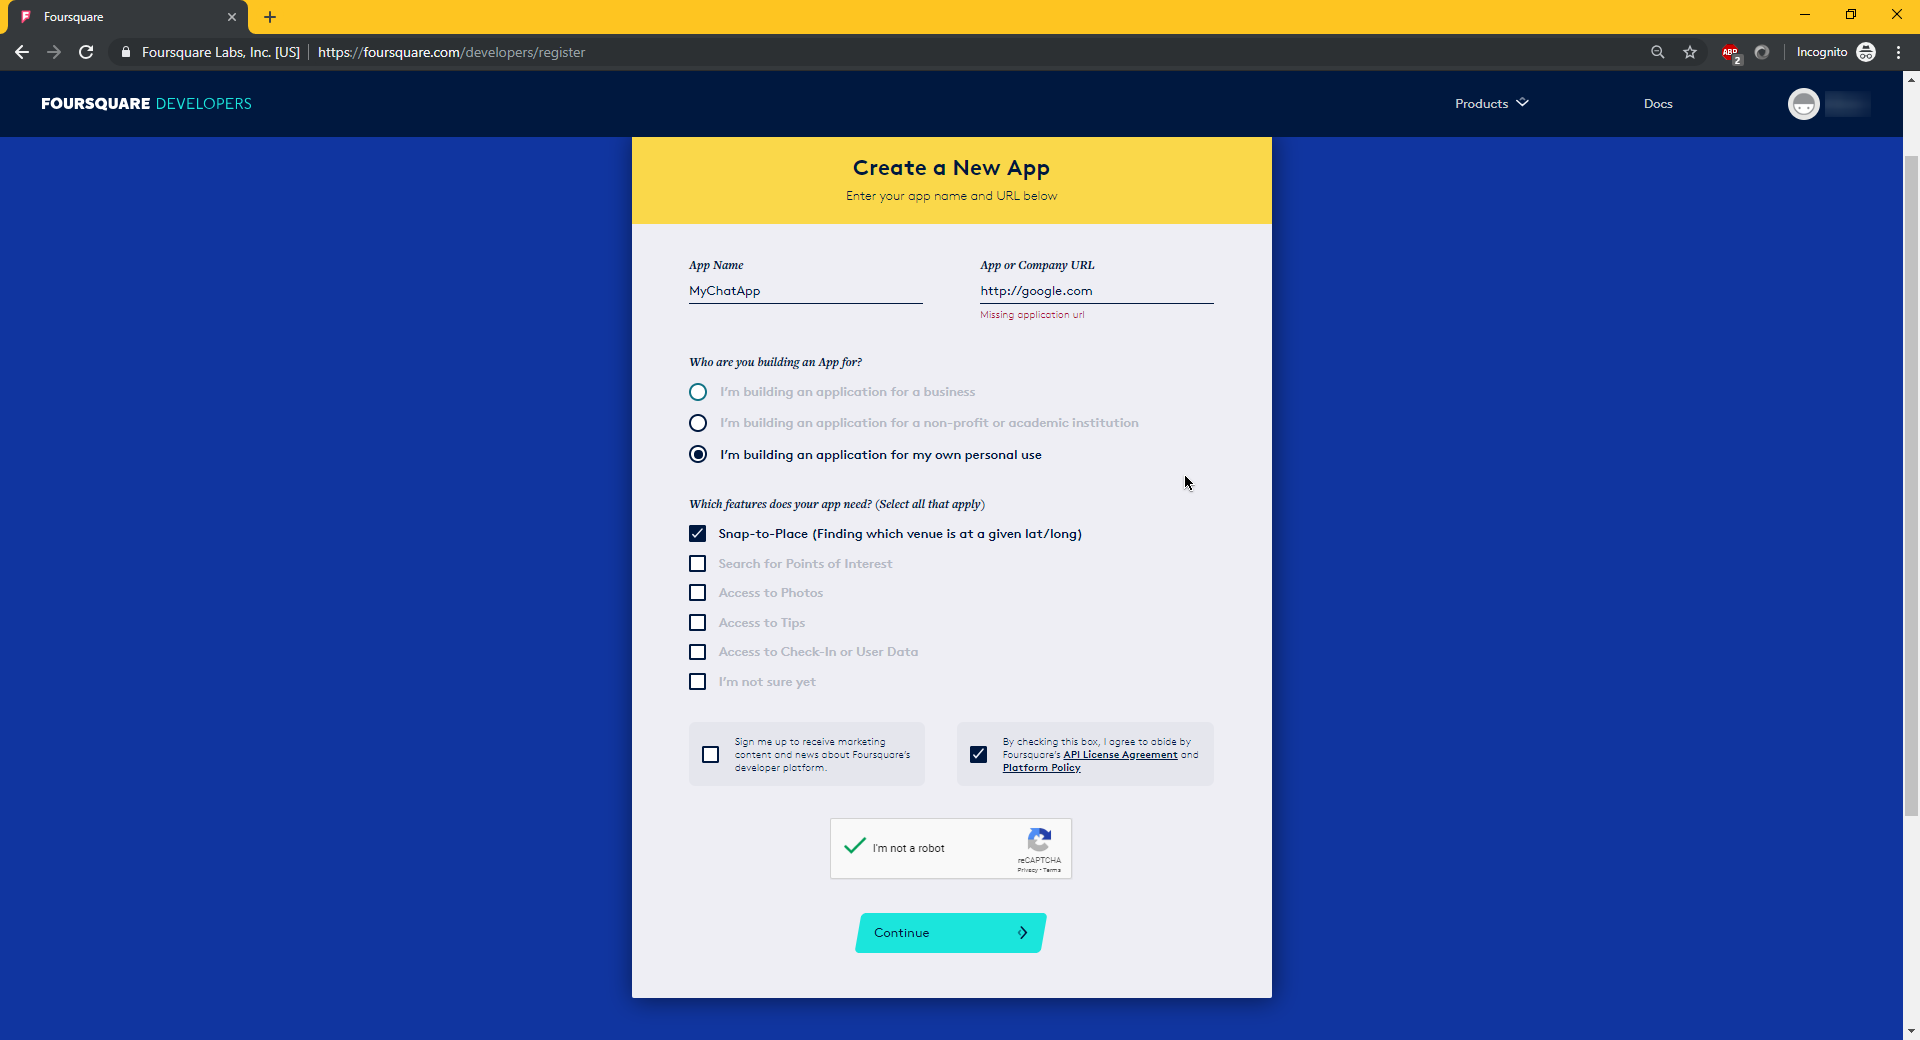 Foursquare
Foursquare Labs, Inc. [US] https://foursquare.com/developers/register
ABP 2 Incognito
FOURSQUARE DEVELOPERS Products Docs
Create a New App
Enter your app name and URL below
App Name App or Company URL
MyChatApp http://google.com
Missing application url
Who are you building an App for?
I'm building an application for a business
I'm building an application for a non-profit or academic institution
I'm building an application for my own personal use
Which features does your app need? (Select all that apply)
Snap-to-Place (Finding which venue is at a given lat/long)
Search for Points of Interest
Access to Photos
Access to Tips
Access to Check-In or User Data
I'm not sure yet
Sign me up to receive marketing
content and news about Foursquare's
developer platform.
By checking this box, I agree to abide by
Foursquare's API License Agreement and
Platform Policy
I'm not a robot
reCAPTCHA
Privacy • Terms
Continue